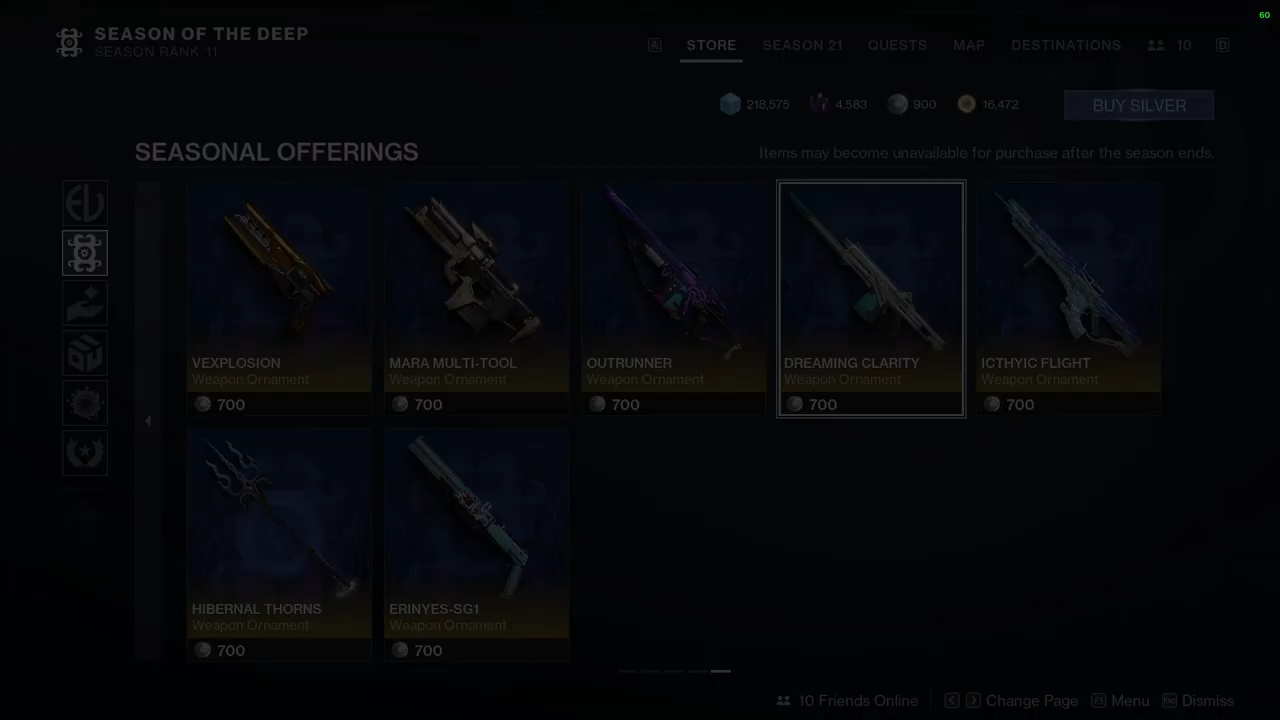 60
SEASON OF THE DEEP
SEASON RANK 11
A STORE SEASON 21 QUESTS MAP DESTINATIONS 10 D
218,575 4,583 900 16,472 BUY SILVER
SEASONAL OFFERINGS
Items may become unavailable for purchase after the season ends.
VEXPLOSION
Weapon Ornament
700
MARA MULTI-TOOL
Weapon Ornament
700
OUTRUNNER
Weapon Ornament
700
DREAMING CLARITY
Weapon Ornament
700
ICTHYIC FLIGHT
Weapon Ornament
700
HIBERNAL THORNS
Weapon Ornament
700
ERINYES-SG1
Weapon Ornament
700
10 Friends Online < > Change Page F1 Menu Esc Dismiss